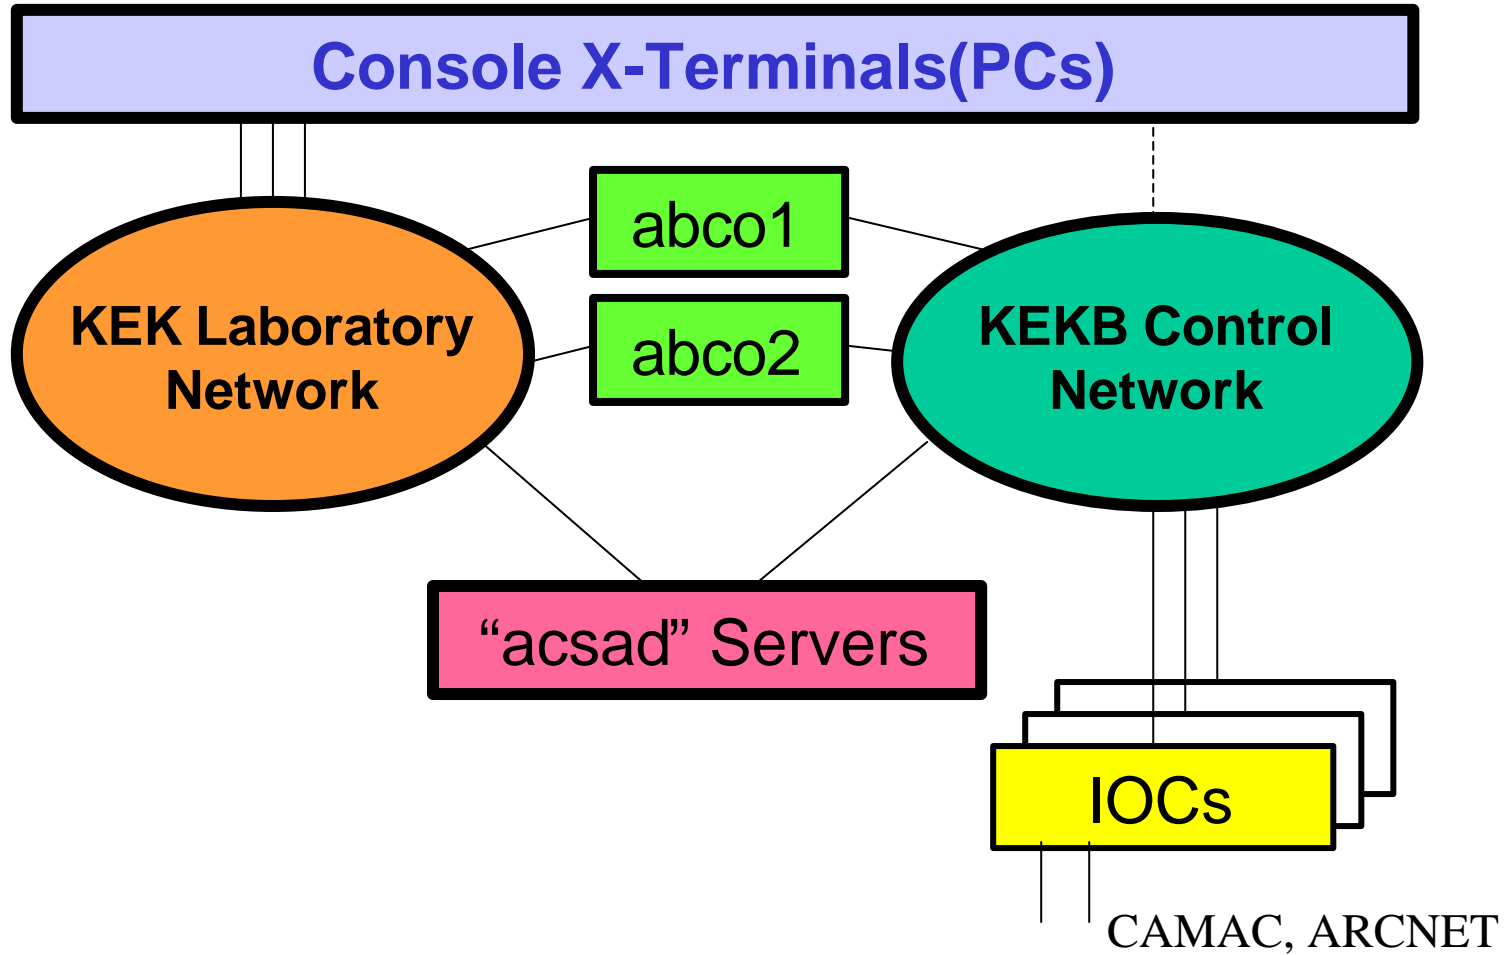 Console X-Terminals(PCs)
abco1
KEK Laboratory
Network
abco2
KEKB Control
Network
“acsad” Servers
IOCs
CAMAC, ARCNET